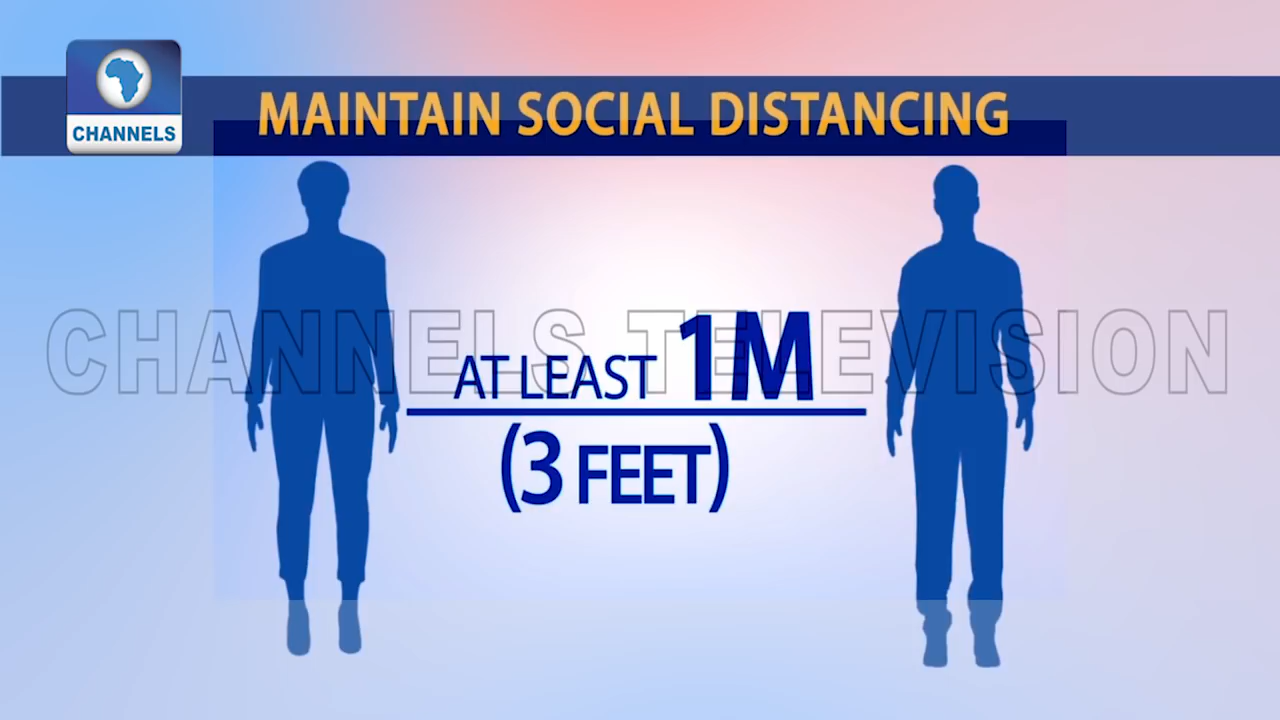 MAINTAIN SOCIAL DISTANCING
CHANNELS
CHANNELS TELEVISION
AT LEAST 1M
(3 FEET)